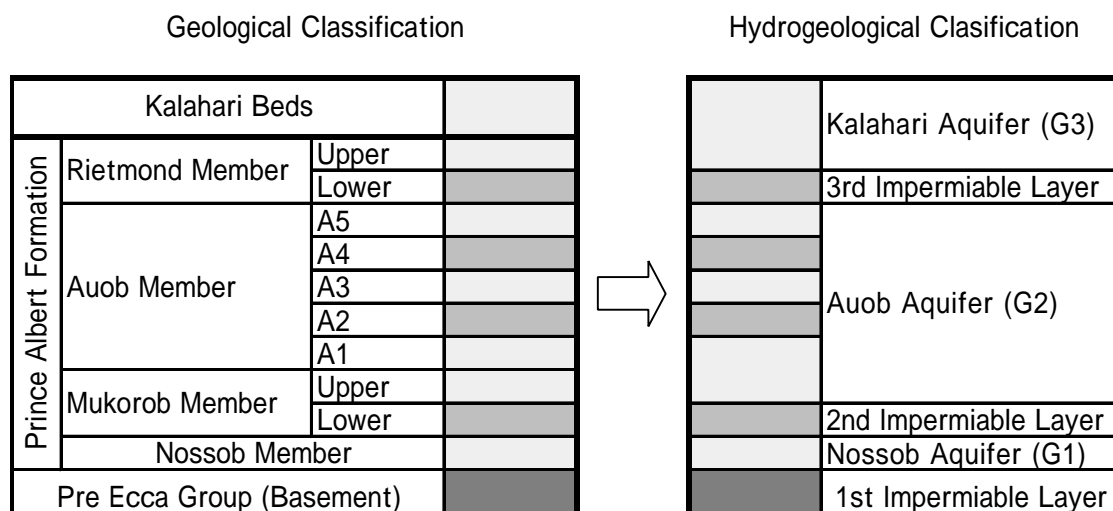 Geological Classification
Hydrogeological Clasification
Kalahari Beds
Prince Albert Formation
Rietmond Member
Upper
Lower
Auob Member
A5
A4
A3
A2
A1
Mukorob Member
Upper
Lower
Nossob Member
Pre Ecca Group (Basement)
Kalahari Aquifer (G3)
3rd Impermiable Layer
Auob Aquifer (G2)
2nd Impermiable Layer
Nossob Aquifer (G1)
1st Impermiable Layer